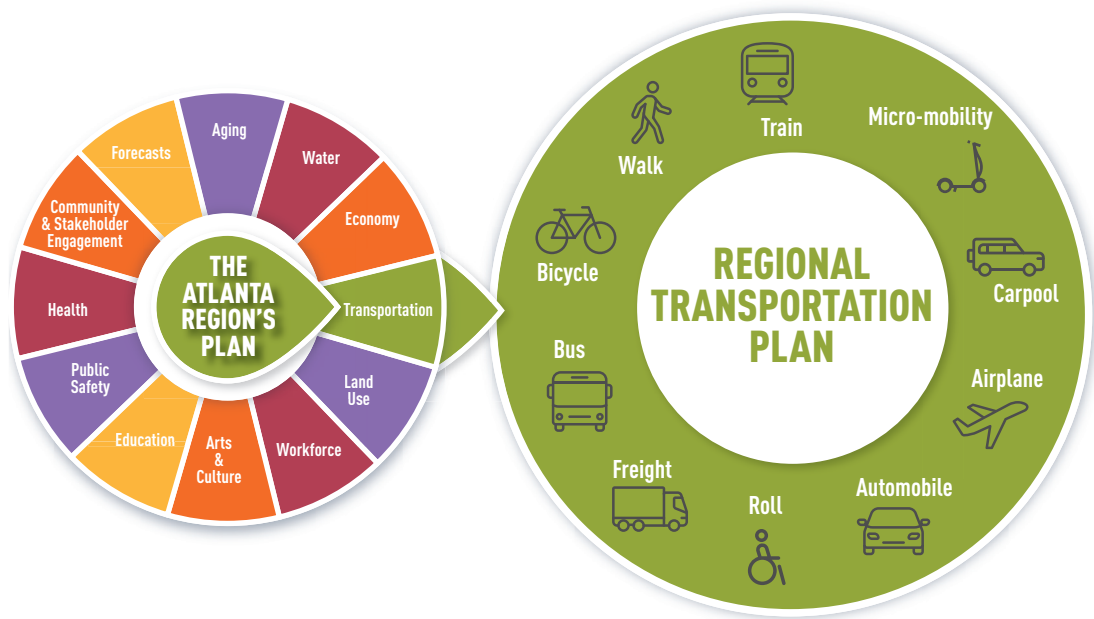 Aging
Water
Economy
Transportation
Land
Use
Workforce
Arts
&
Culture
Education
Public
Safety
Health
Community
& Stakeholder
Engagement
Forecasts
THE
ATLANTA
REGION'S
PLAN
Train
Micro-mobility
Carpool
Airplane
Automobile
Roll
Freight
Bus
Bicycle
Walk
REGIONAL
TRANSPORTATION
PLAN